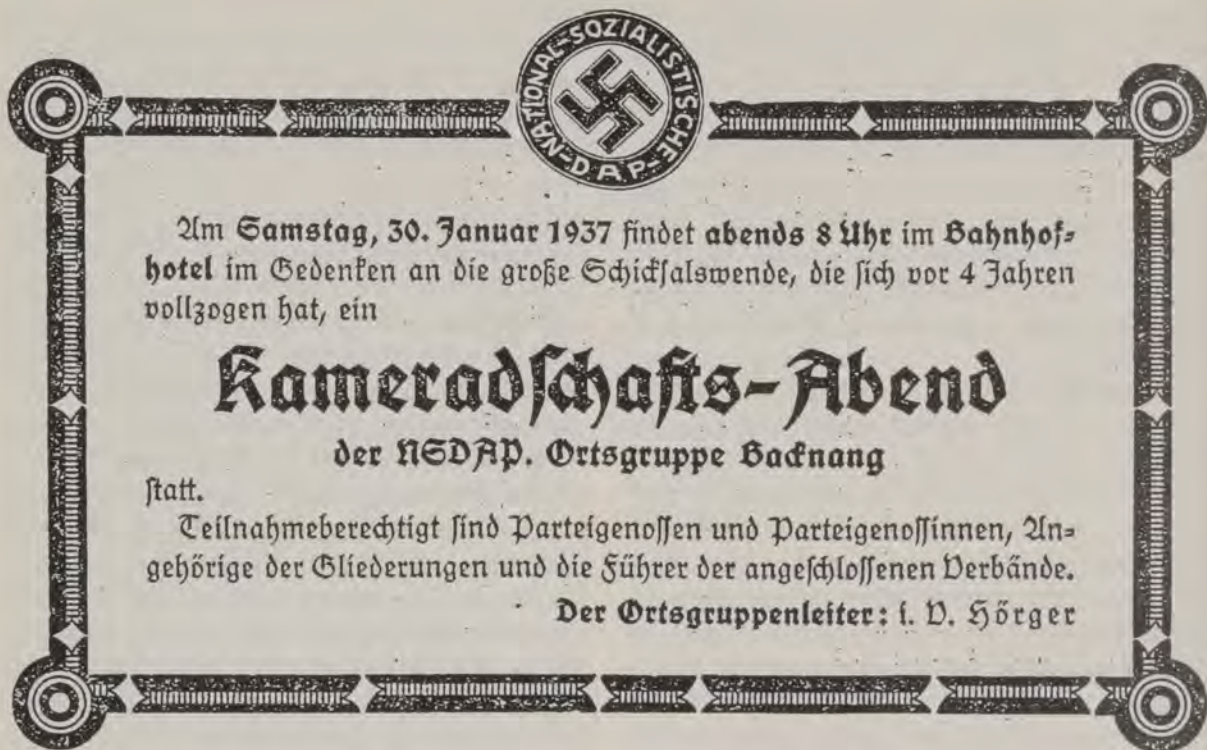 NATIONAL-SOZIALISTISCHE
D.A.P.
Am Samstag, 30. Januar 1937 findet abends 8 Uhr im Bahnhof-
hotel im Gedenken an die große Schicksalswende, die sich vor 4 Jahren
vollzogen hat, ein
Kameradschafts-Abend
der NSDAP. Ortsgruppe Backnang
statt.
Teilnahmeberechtigt sind Parteigenossen und Parteigenossinnen, An-
gehörige der Gliederungen und die Führer der angeschlossenen Verbände.
Der Ortsgruppenleiter: i. V. Hörger